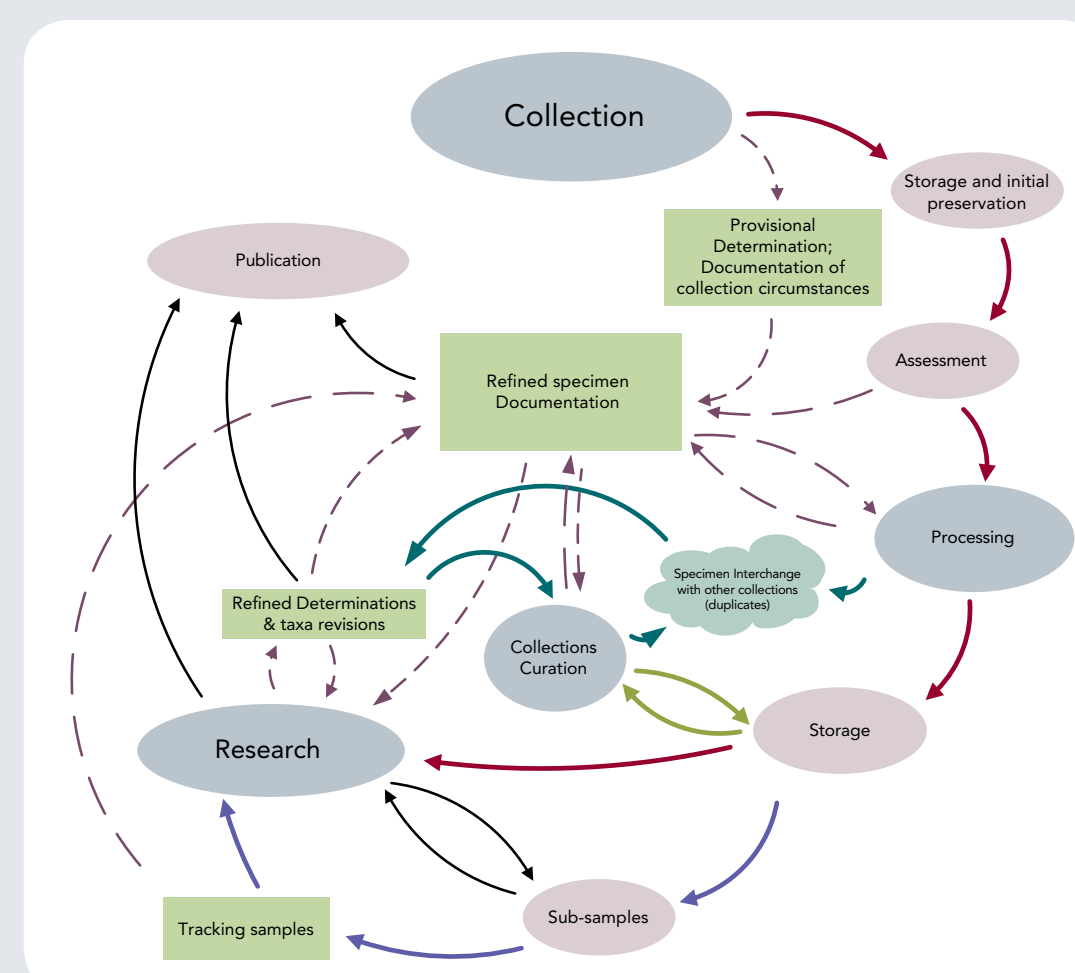 Collection
Storage and initial
preservation
Provisional
Determination;
Documentation of
collection circumstances
Publication
Assessment
Refined specimen
Documentation
Processing
Specimen Interchange
with other collections
(duplicates)
Refined Determinations
& taxa revisions
Collections
Curation
Storage
Research
Sub-samples
Tracking samples